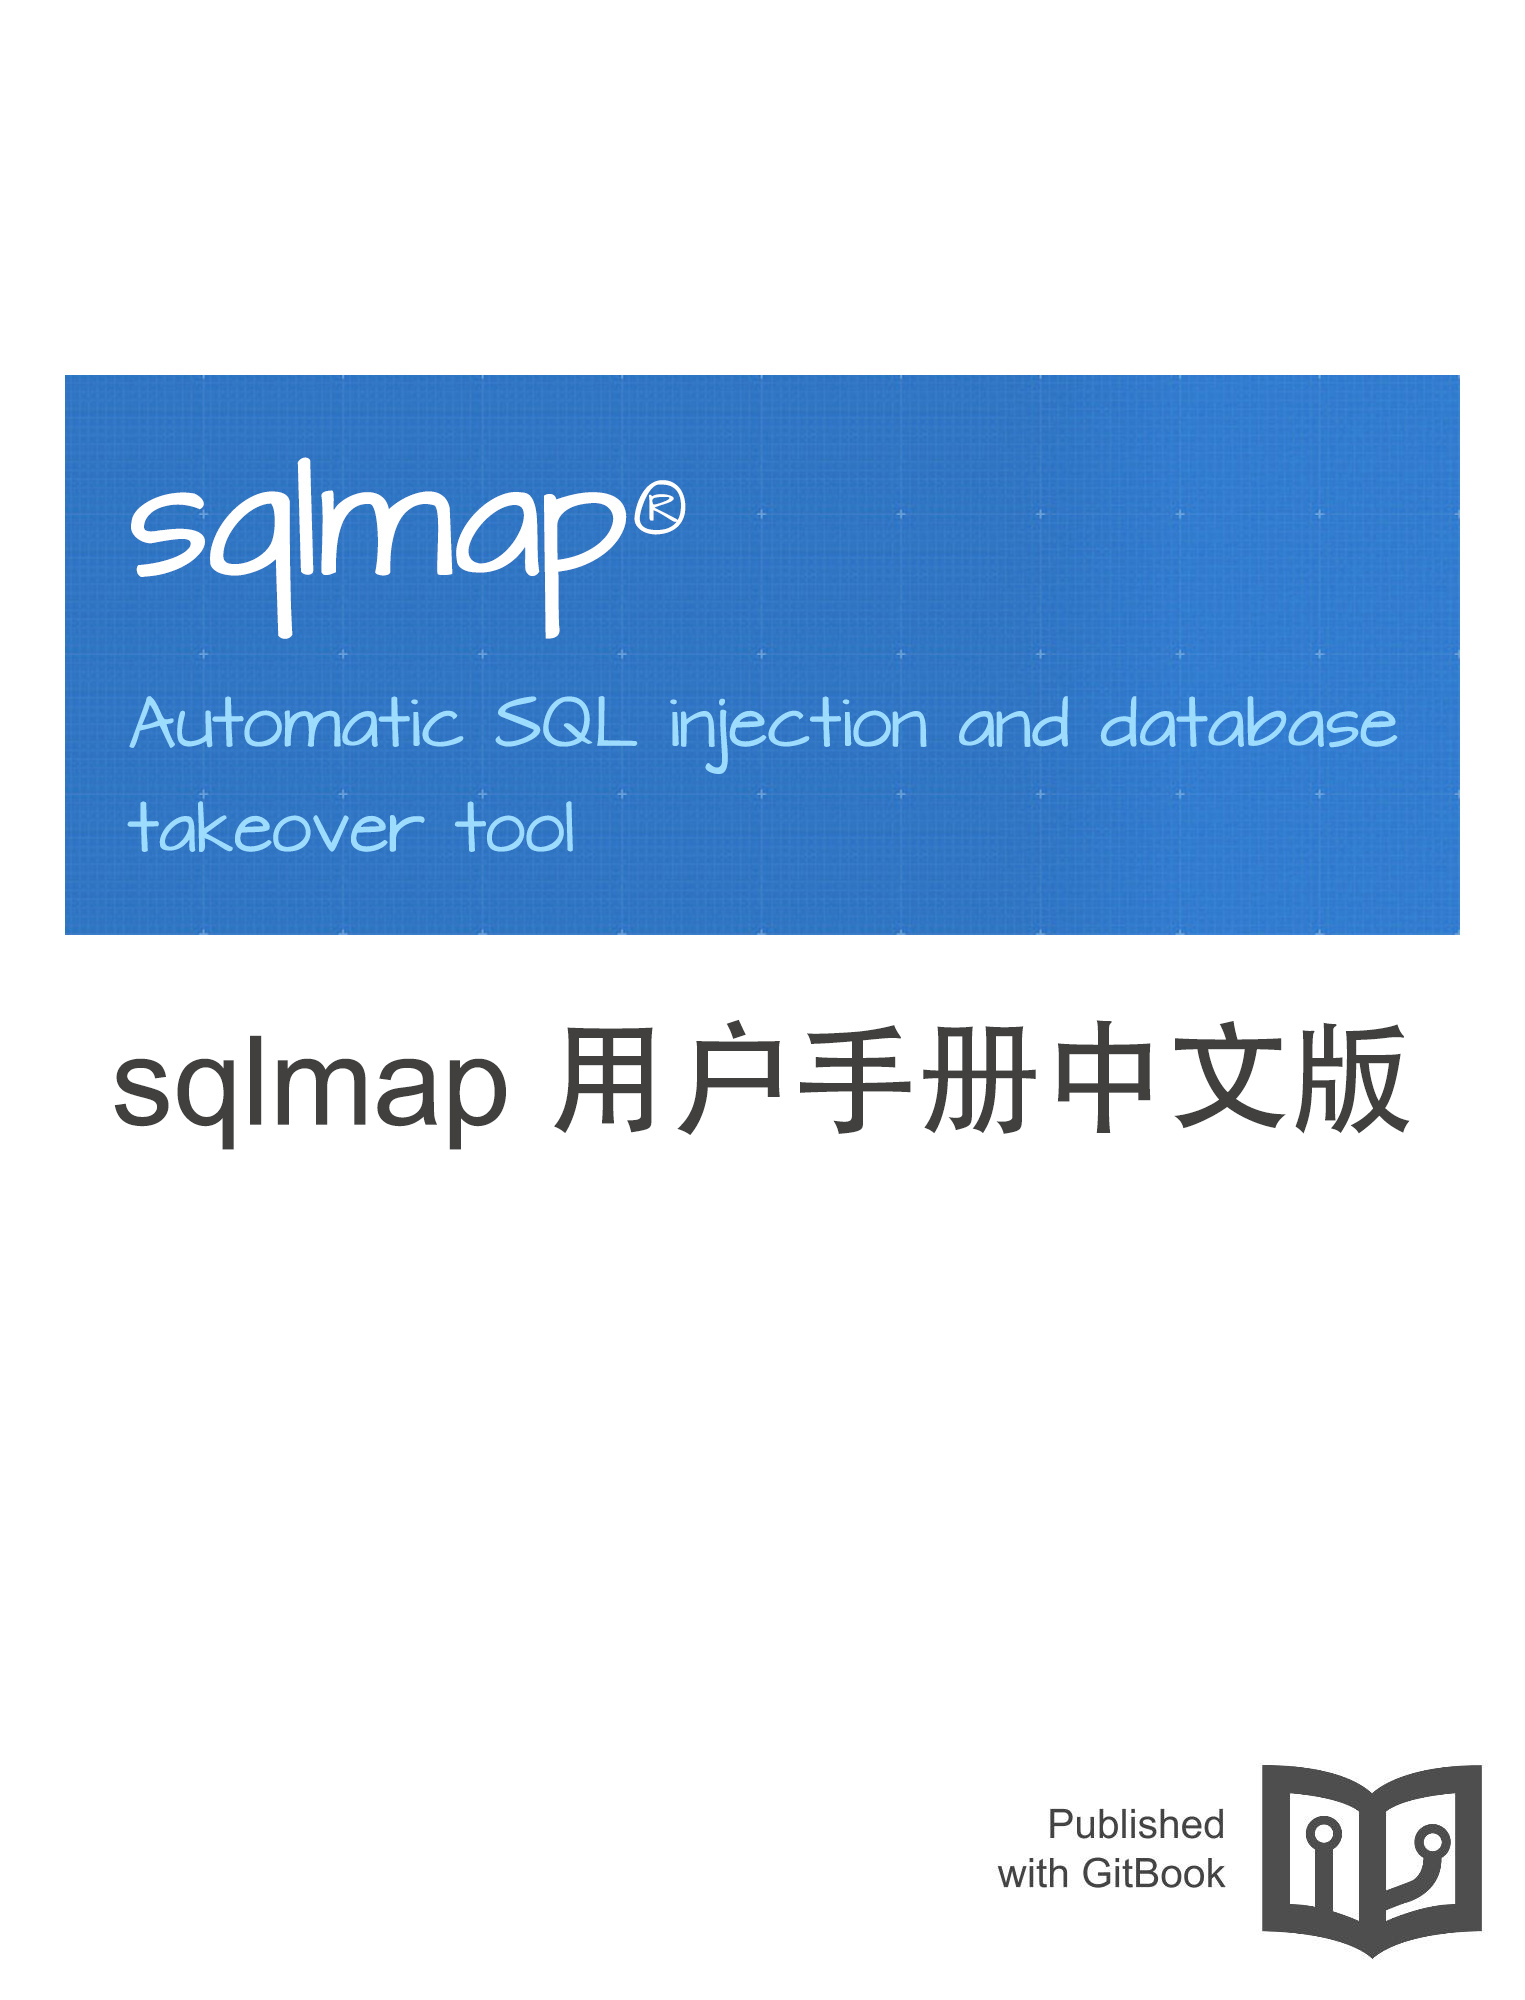 sqlmap®
Automatic SQL injection and database
takeover tool
sqlmap 用户手册中文版
Published
with GitBook